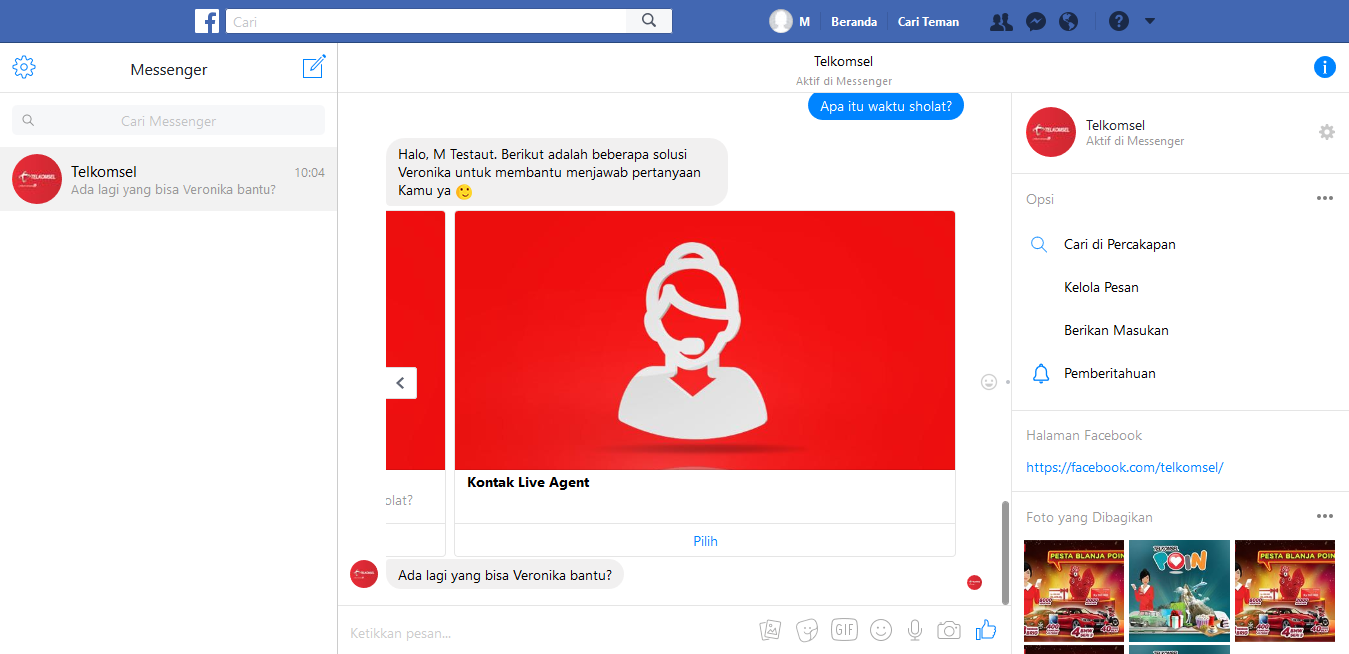 Cari
M
Beranda
Cari Teman
Messenger
Telkomsel
Aktif di Messenger
Cari Messenger
Telkomsel
10:04
Ada lagi yang bisa Veronika bantu?
Apa itu waktu sholat?
Halo, M Testaut. Berikut adalah beberapa solusi
Veronika untuk membantu menjawab pertanyaan
Kamu ya
olat?
Kontak Live Agent
Pilih
Ada lagi yang bisa Veronika bantu?
Ketikkan pesan...
GIF
TELKOMSEL
Telkomsel
Aktif di Messenger
Opsi
Cari di Percakapan
Kelola Pesan
Berikan Masukan
Pemberitahuan
Halaman Facebook
https://facebook.com/telkomsel/
Foto yang Dibagikan
PESTA BLANJA POIN
TELKOMSEL
POIN
PESTA BLANJA POIN